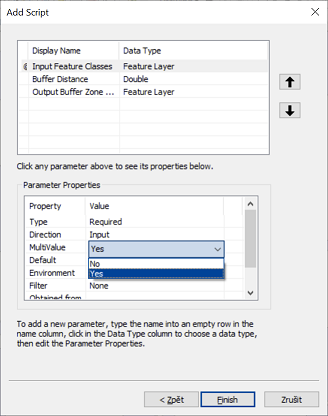 Add Script
Display Name Data Type
Input Feature Classes Feature Layer
Buffer Distance Double
Output Buffer Zone ... Feature Layer
Click any parameter above to see its properties below.
Parameter Properties
Property Value
Type Required
Direction Input
MultiValue Yes
Default No
Environment Yes
Filter None
Obtained from
To add a new parameter, type the name into an empty row in the
name column, click in the Data Type column to choose a data type,
then edit the Parameter Properties.
< Zpět Finish Zrušit